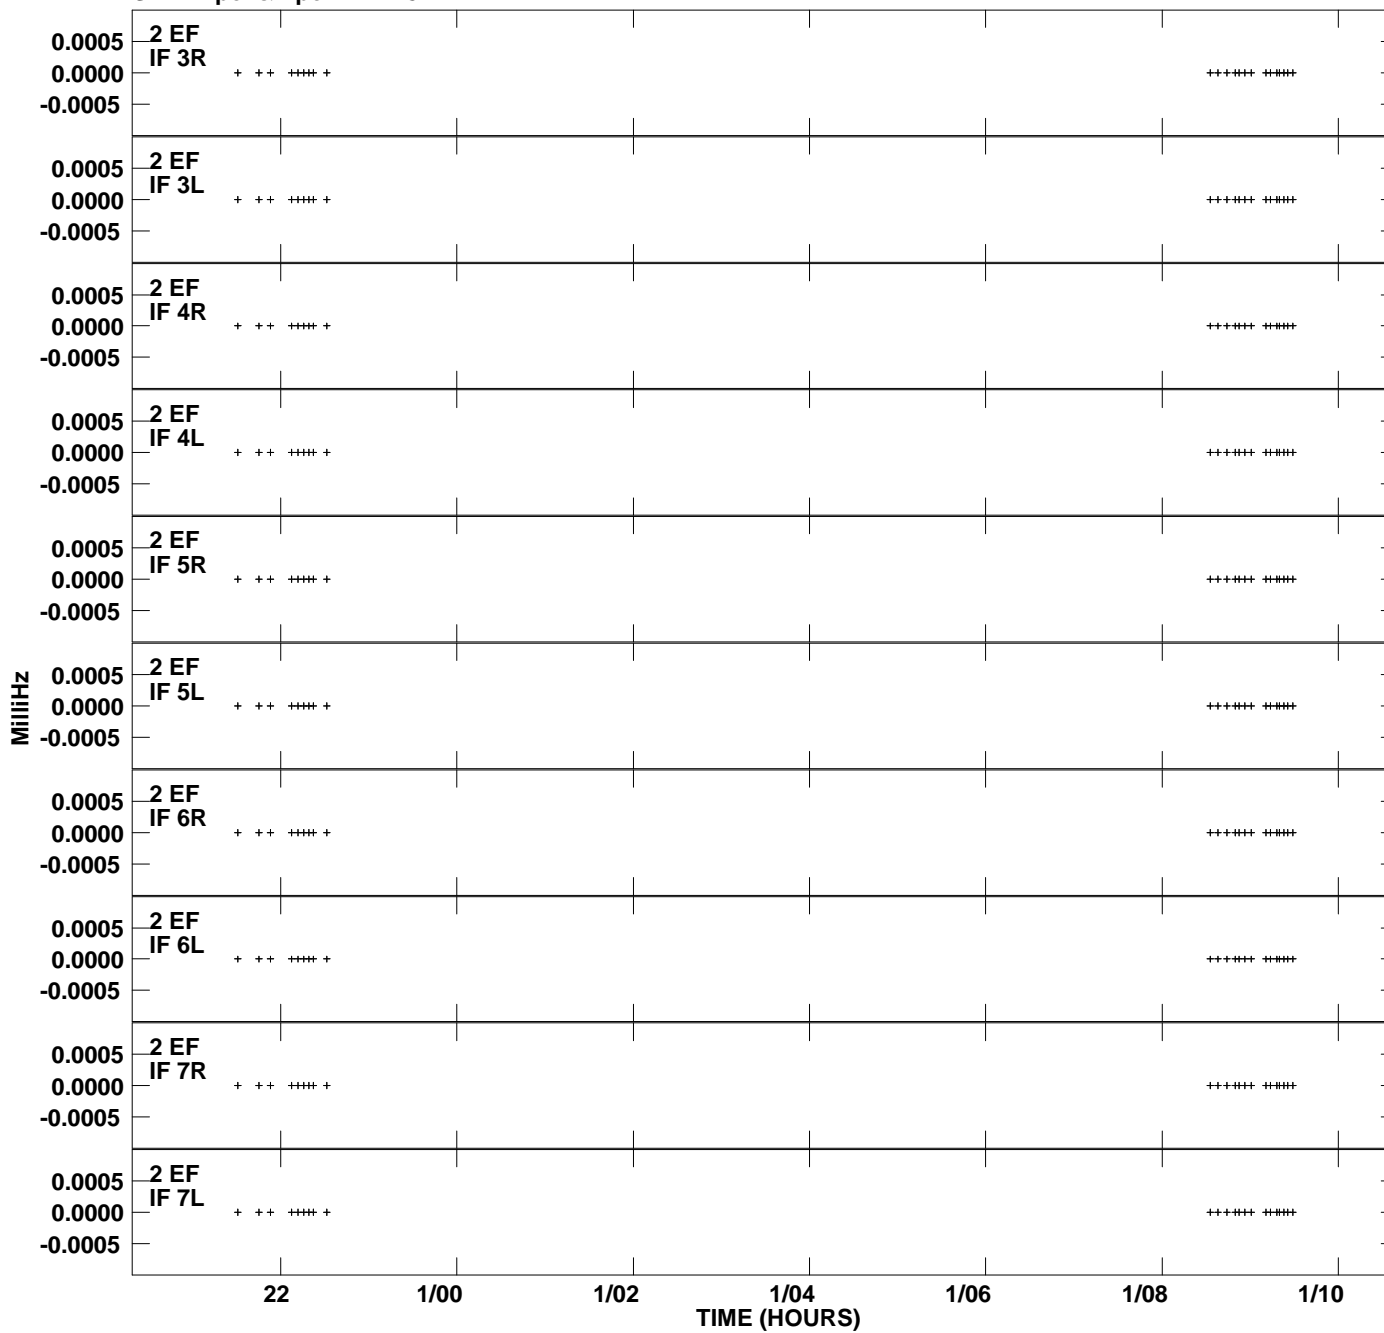 2 EF
IF 3R
0.0005
0.0000
-0.0005
2 EF
IF 3L
0.0005
0.0000
-0.0005
2 EF
IF 4R
0.0005
0.0000
-0.0005
2 EF
IF 4L
0.0005
0.0000
-0.0005
2 EF
IF 5R
0.0005
0.0000
-0.0005
2 EF
IF 5L
0.0005
0.0000
-0.0005
MilliHz
2 EF
IF 6R
0.0005
0.0000
-0.0005
2 EF
IF 6L
0.0005
0.0000
-0.0005
2 EF
IF 7R
0.0005
0.0000
-0.0005
2 EF
IF 7L
0.0005
0.0000
-0.0005
22 1/00 1/02 1/04 1/06 1/08 1/10
TIME (HOURS)